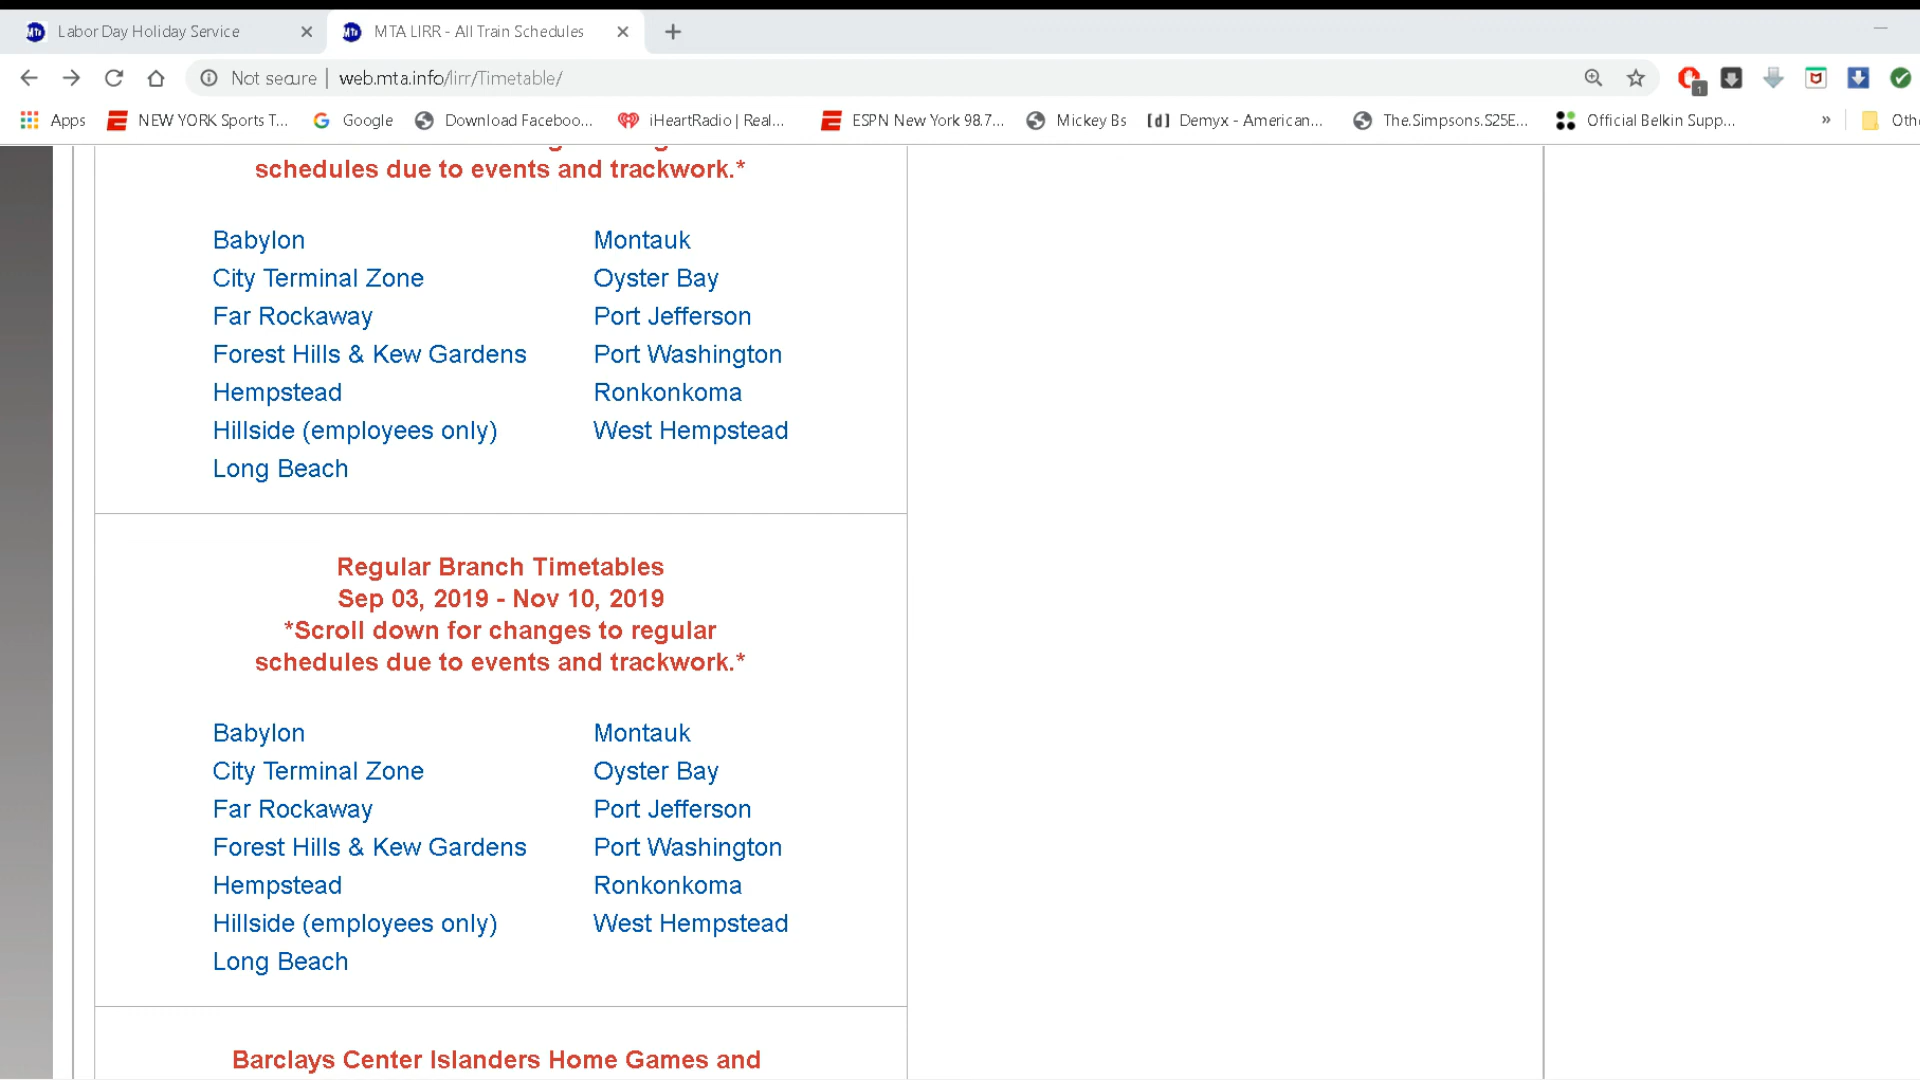 Labor Day Holiday Service
MTA LIRR - All Train Schedules
Not secure | web.mta.info/lirr/Timetable/
1
Apps
NEW YORK Sports T...
Google
Download Faceboo...
iHeartRadio | Real...
ESPN New York 98.7...
Mickey Bs
[d] Demyx - American...
The.Simpsons.S25E...
Official Belkin Supp...
»
Oth
schedules due to events and trackwork.*
Babylon
Montauk
City Terminal Zone
Oyster Bay
Far Rockaway
Port Jefferson
Forest Hills & Kew Gardens
Port Washington
Hempstead
Ronkonkoma
Hillside (employees only)
West Hempstead
Long Beach
Regular Branch Timetables
Sep 03, 2019 - Nov 10, 2019
*Scroll down for changes to regular
schedules due to events and trackwork.*
Babylon
Montauk
City Terminal Zone
Oyster Bay
Far Rockaway
Port Jefferson
Forest Hills & Kew Gardens
Port Washington
Hempstead
Ronkonkoma
Hillside (employees only)
West Hempstead
Long Beach
Barclays Center Islanders Home Games and